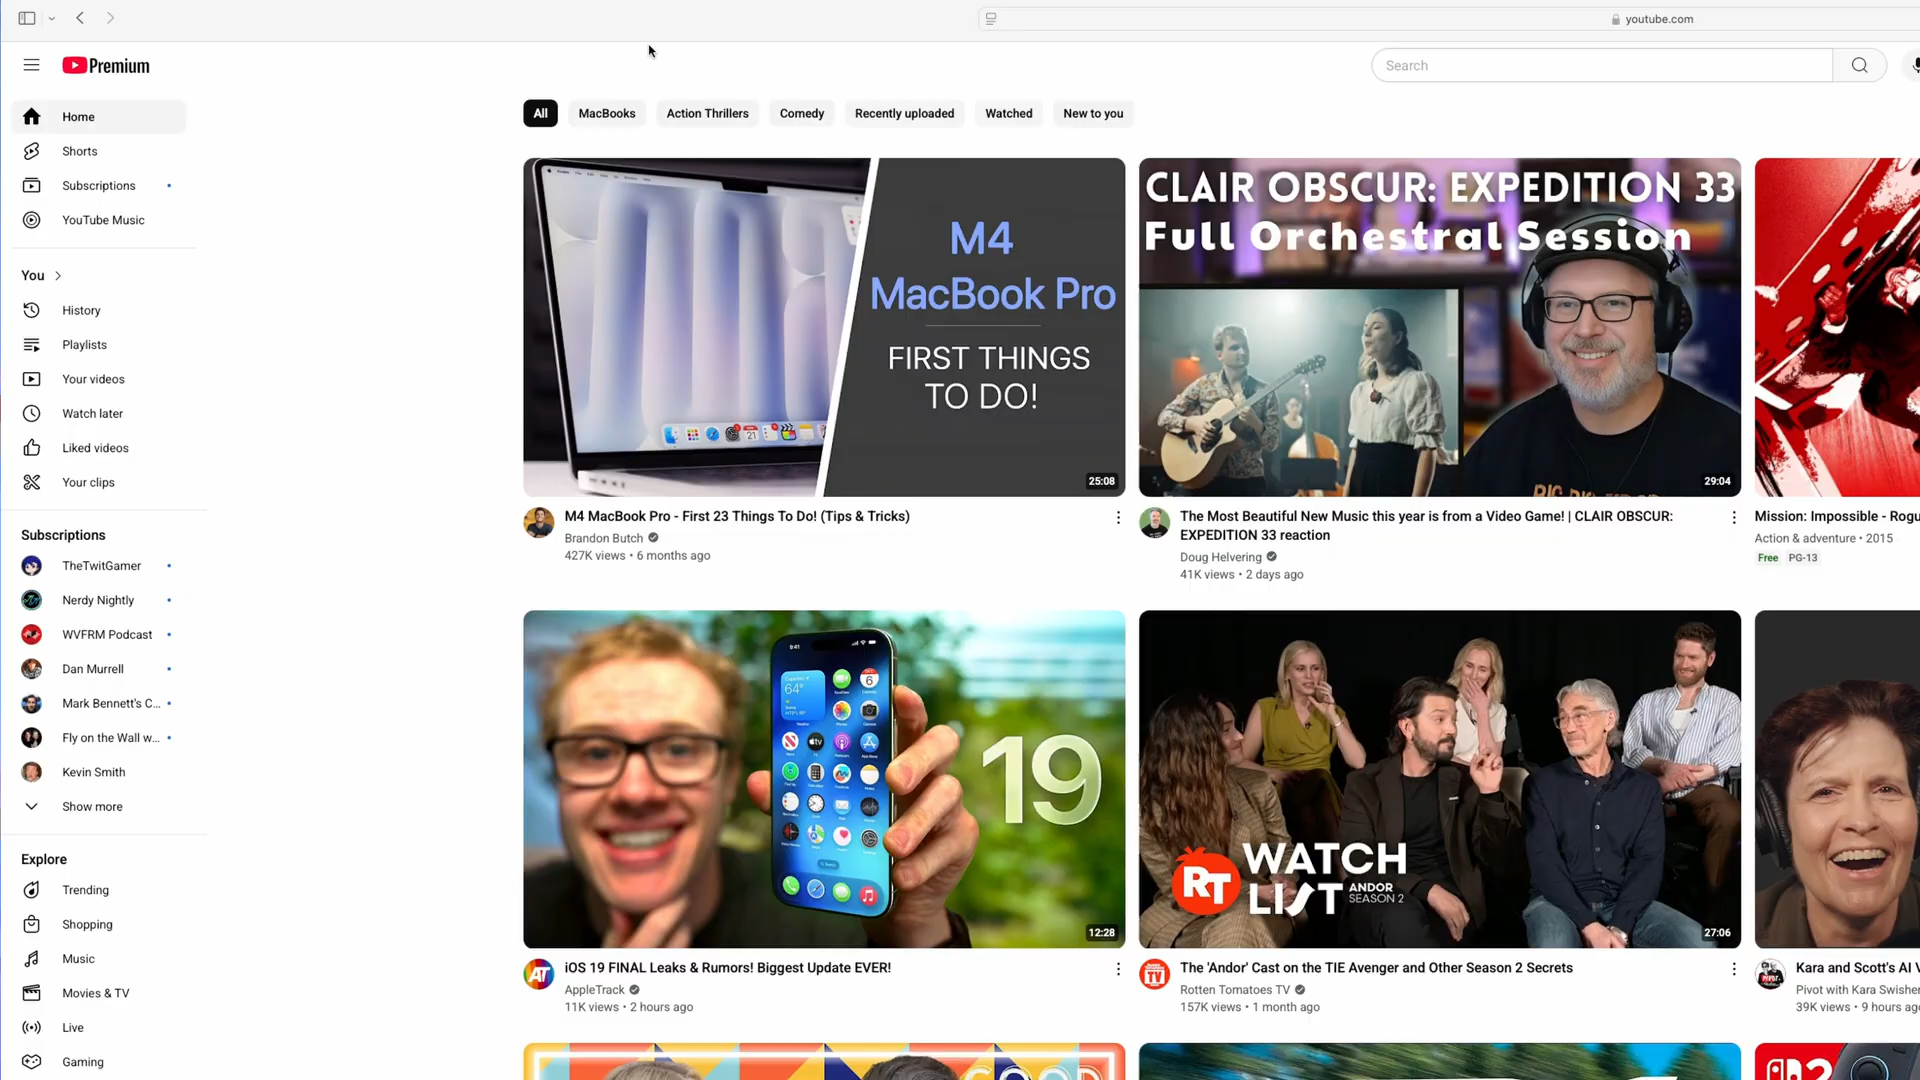 youtube.com
Premium
Search
Home
Shorts
Subscriptions
YouTube Music
You
History
Playlists
Your videos
Watch later
Liked videos
Your clips
Subscriptions
TheTwitGamer
Nerdy Nightly
WVFRM Podcast
Dan Murrell
Mark Bennett's C...
Fly on the Wall w...
Kevin Smith
Show more
Explore
Trending
Shopping
Music
Movies & TV
Live
Gaming
All
MacBooks
Action Thrillers
Comedy
Recently uploaded
Watched
New to you
M4
MacBook Pro
FIRST THINGS
TO DO!
25:08
M4 MacBook Pro - First 23 Things To Do! (Tips & Tricks)
Brandon Butch
427K views • 6 months ago
CLAIR OBSCUR: EXPEDITION 33
Full Orchestral Session
29:04
The Most Beautiful New Music this year is from a Video Game! | CLAIR OBSCUR:
EXPEDITION 33 reaction
Doug Helvering
41K views • 2 days ago
Mission: Impossible - Rogu
Action & adventure • 2015
Free PG-13
9:41
64°
6
19
12:28
iOS 19 FINAL Leaks & Rumors! Biggest Update EVER!
AppleTrack
11K views • 2 hours ago
RT
WATCH
LIST
ANDOR
SEASON 2
27:06
The 'Andor' Cast on the TIE Avenger and Other Season 2 Secrets
Rotten Tomatoes TV
157K views • 1 month ago
Kara and Scott's AI V
Pivot with Kara Swisher
39K views • 9 hours ago